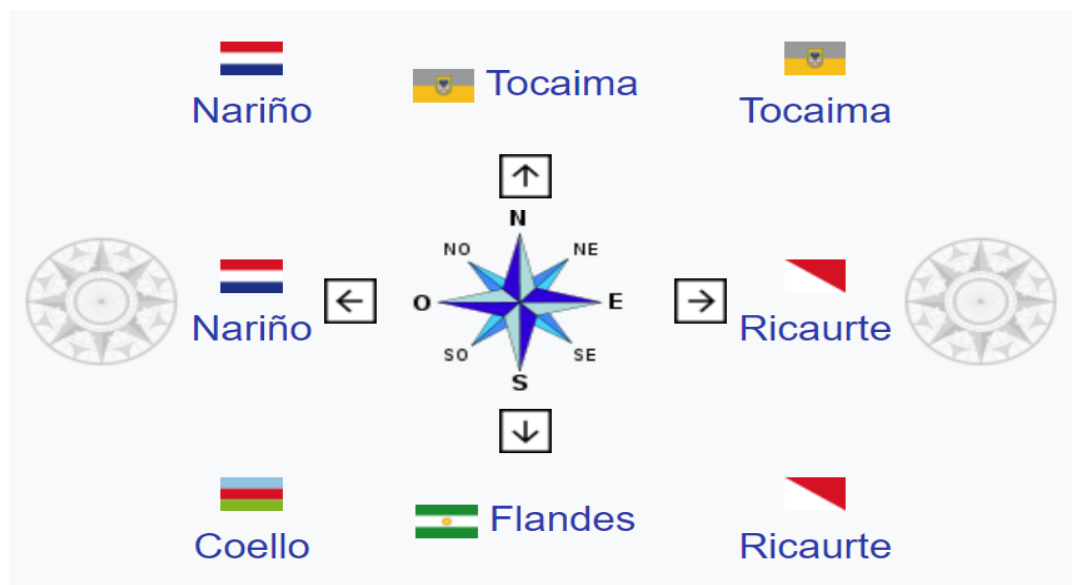 Nariño
Tocaima
Tocaima
N
NO
NE
Nariño
O
E
Ricaurte
SO
SE
S
Coello
Flandes
Ricaurte